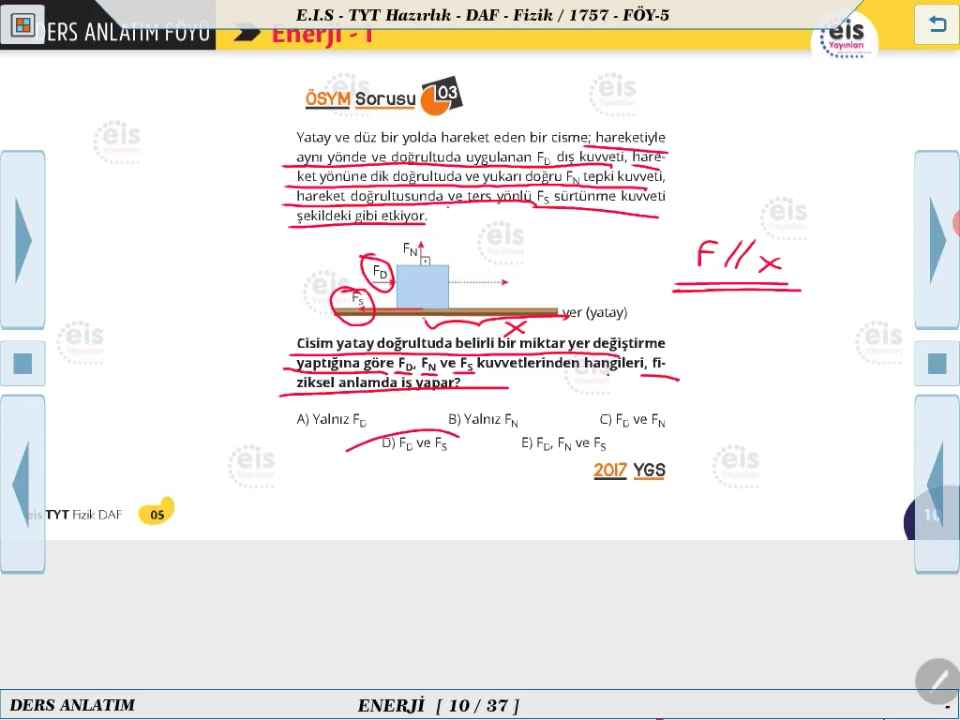 E.I.S - TYT Hazırlık - DAF - Fizik / 1757 - FÖY-5
DERS ANLATIM FÖYÜ
Enerji - I
eis
Yayınları
ÖSYM Sorusu 03
Yatay ve düz bir yolda hareket eden bir cisme; hareketiyle
aynı yönde ve doğrultuda uygulanan FD dış kuvveti, hare-
ket yönüne dik doğrultuda ve yukarı doğru FN tepki kuvveti,
hareket doğrultusunda ve ters yönlü FS sürtünme kuvveti
şekildeki gibi etkiyor.
FN
FD
FS
F // x
yer (yatay)
x
Cisim yatay doğrultuda belirli bir miktar yer değiştirme
yaptığına göre FD, FN ve FS kuvvetlerinden hangileri, fi-
ziksel anlamda iş yapar?
A) Yalnız FD B) Yalnız FN C) FD ve FN
D) FD ve FS E) FD, FN ve FS
2017 YGS
eis TYT Fizik DAF 05
10
DERS ANLATIM ENERJİ [ 10 / 37 ] -